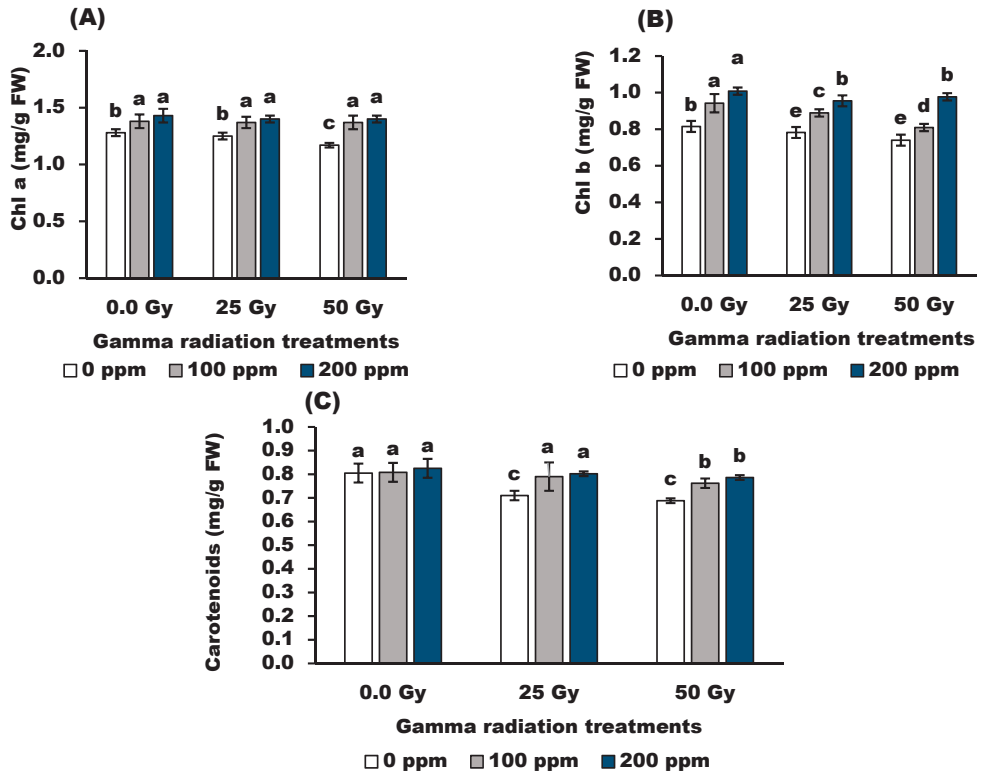 (A)
Chl a (mg/g FW)
2.0
1.5
1.0
0.5
0.0
b a a b a a c a a
0.0 Gy 25 Gy 50 Gy
Gamma radiation treatments
0 ppm 100 ppm 200 ppm
(B)
Chl b (mg/g FW)
1.2
1.0
0.8
0.6
0.4
0.2
0.0
b a a e c b e d b
0.0 Gy 25 Gy 50 Gy
Gamma radiation treatments
0 ppm 100 ppm 200 ppm
(C)
Carotenoids (mg/g FW)
1.0
0.9
0.8
0.7
0.6
0.5
0.4
0.3
0.2
0.1
0.0
a a a c a a c b b
0.0 Gy 25 Gy 50 Gy
Gamma radiation treatments
0 ppm 100 ppm 200 ppm